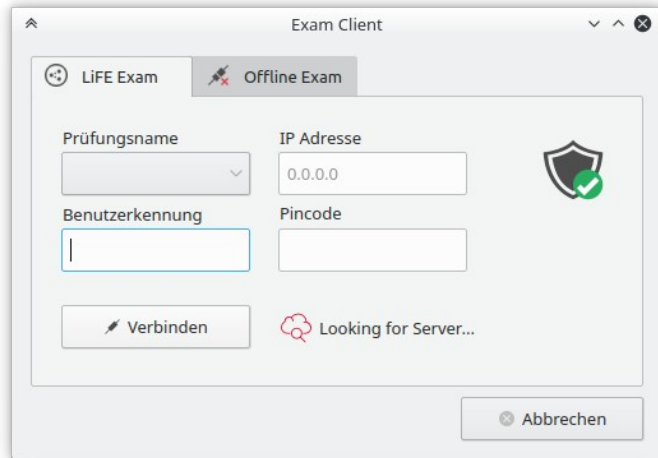 Exam Client
LiFE Exam
Offline Exam
Prüfungsname
IP Adresse
0.0.0.0
Benutzerkennung
Pincode
Verbinden
Looking for Server...
Abbrechen